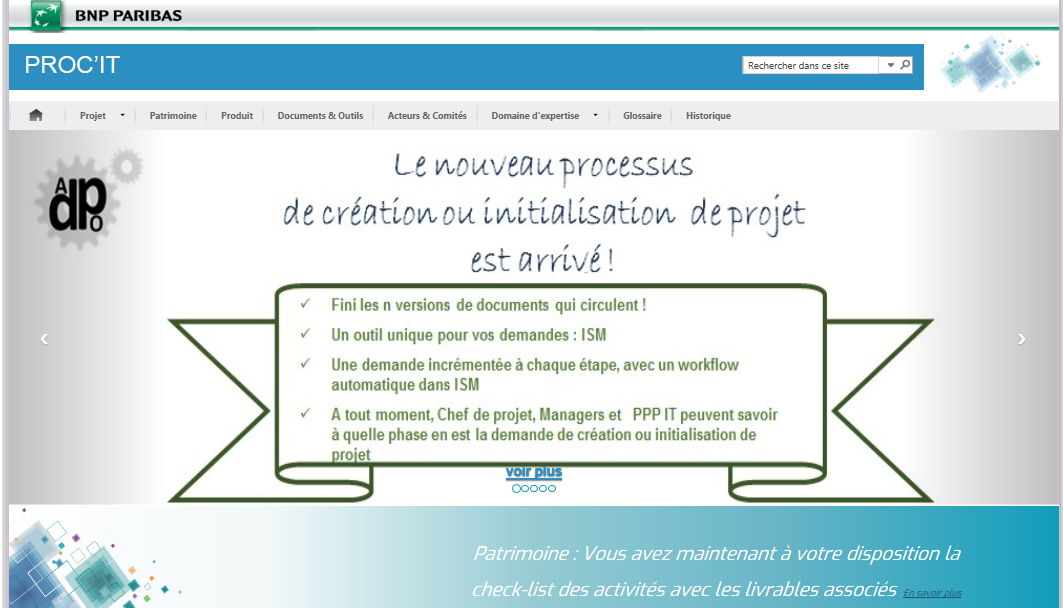 BNP PARIBAS
PROC'IT
Rechercher dans ce site
Projet Patrimoine Produit Documents & Outils Acteurs & Comités Domaine d'expertise Glossaire Historique
A
dp
O
Le nouveau processus
de création ou initialisation de projet
est arrivé !
Fini les n versions de documents qui circulent !
Un outil unique pour vos demandes : ISM
Une demande incrémentée à chaque étape, avec un workflow
automatique dans ISM
A tout moment, Chef de projet, Managers et PPP IT peuvent savoir
à quelle phase en est la demande de création ou initialisation de
projet
voir plus
Patrimoine : Vous avez maintenant à votre disposition la
check-list des activités avec les livrables associés En savoir plus